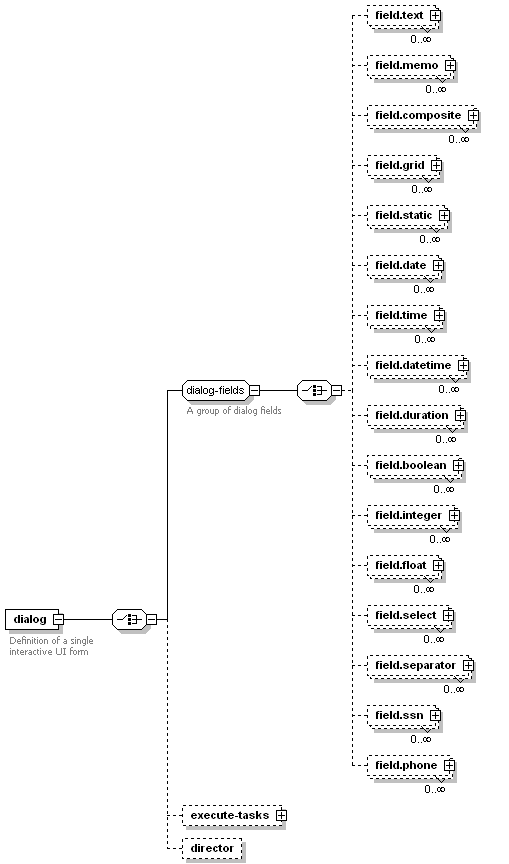 field.text
0..∞
field.memo
0..∞
field.composite
0..∞
field.grid
0..∞
field.static
0..∞
field.date
0..∞
field.time
0..∞
field.datetime
0..∞
dialog-fields
A group of dialog fields
field.duration
0..∞
field.boolean
0..∞
field.integer
0..∞
field.float
0..∞
dialog
Definition of a single
interactive UI form
field.select
0..∞
field.separator
0..∞
field.ssn
0..∞
field.phone
0..∞
execute-tasks
director